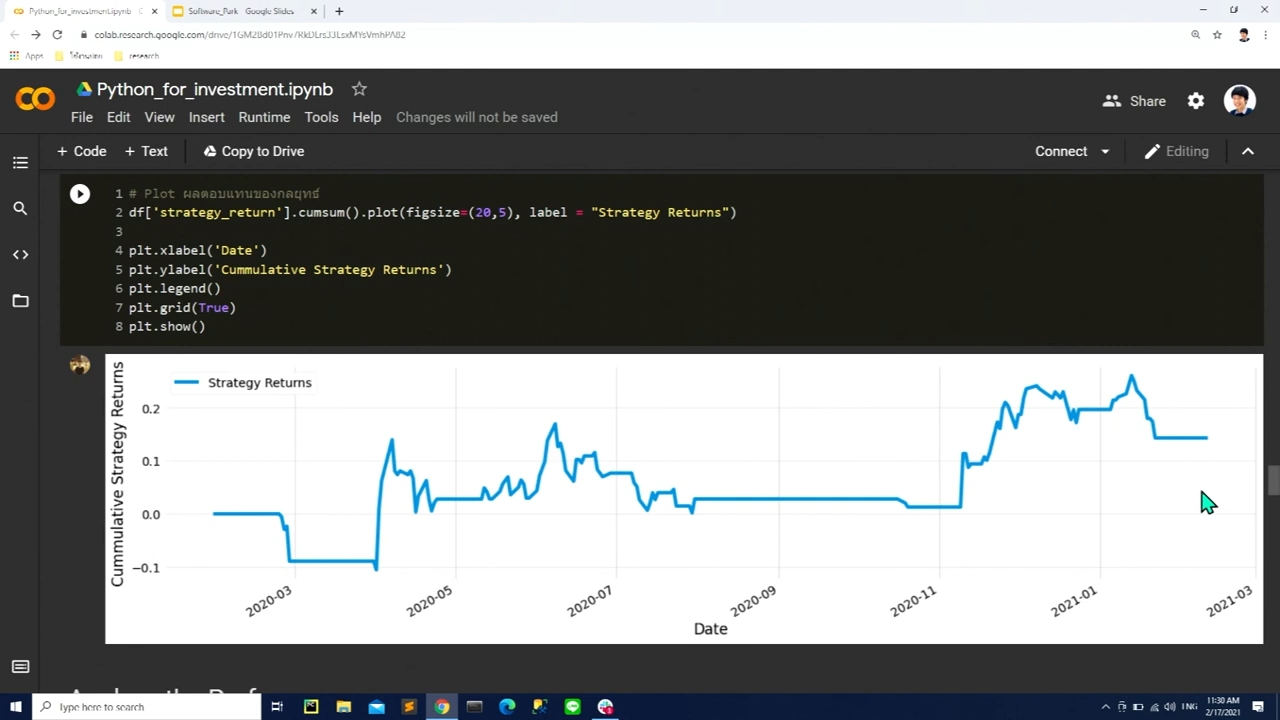 Python_for_investment.ipynb
Software_Park - Google Slides
Apps
research
Python_for_investment.ipynb
File Edit View Insert Runtime Tools Help Changes will not be saved
Share
+ Code + Text Copy to Drive
Connect
Editing
1 # Plot ผลตอบแทนของกลยุทธ์
2 df['strategy_return'].cumsum().plot(figsize=(20,5), label = "Strategy Returns")
3
4 plt.xlabel('Date')
5 plt.ylabel('Cummulative Strategy Returns')
6 plt.legend()
7 plt.grid(True)
8 plt.show()
Cummulative Strategy Returns
Strategy Returns
0.2
0.1
0.0
−0.1
2020-03
2020-05
2020-07
2020-09
2020-11
2021-01
2021-03
Date
Type here to search
ENG
11:30 AM
2/17/2021